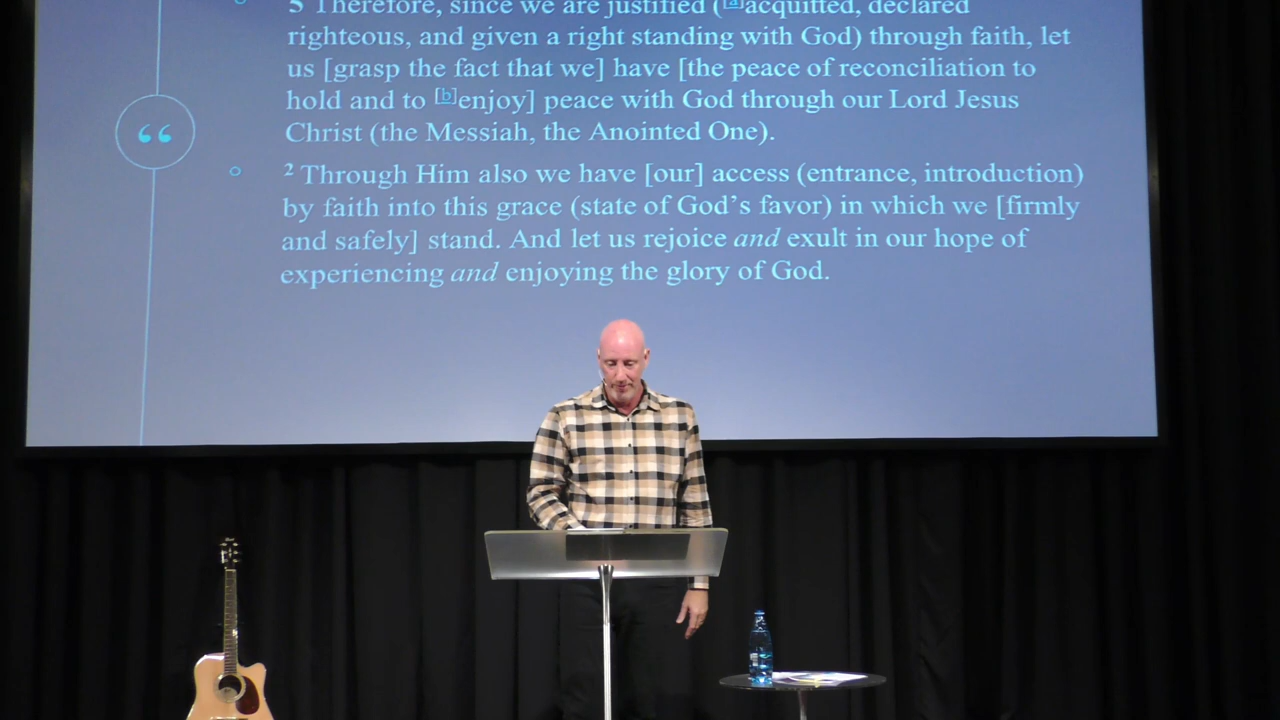 5 Therefore, since we are justified ([a]acquitted, declared
righteous, and given a right standing with God) through faith, let
us [grasp the fact that we] have [the peace of reconciliation to
hold and to [b]enjoy] peace with God through our Lord Jesus
Christ (the Messiah, the Anointed One).
2 Through Him also we have [our] access (entrance, introduction)
by faith into this grace (state of God’s favor) in which we [firmly
and safely] stand. And let us rejoice and exult in our hope of
experiencing and enjoying the glory of God.